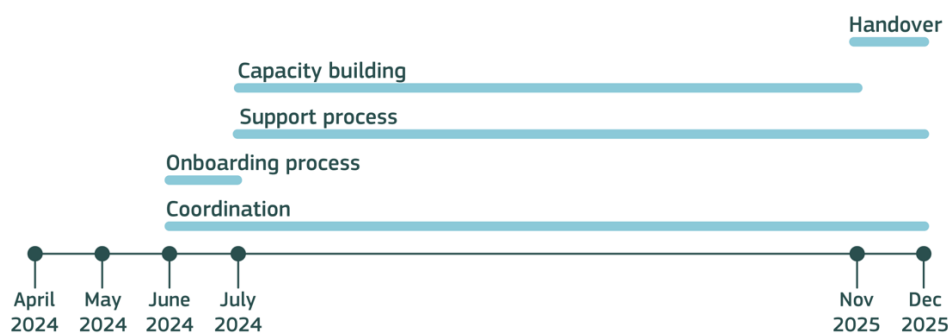 Handover
Capacity building
Support process
Onboarding process
Coordination
April May June July Nov Dec
2024 2024 2024 2024 2025 2025